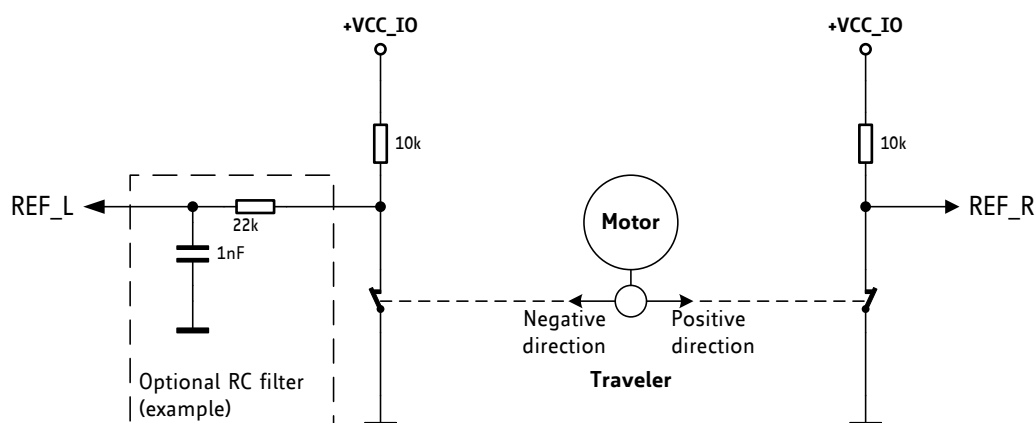 +VCC_IO
+VCC_IO
10k
10k
REF_L
22k
1nF
Motor
REF_R
Negative
direction
Positive
direction
Traveler
Optional RC filter
(example)